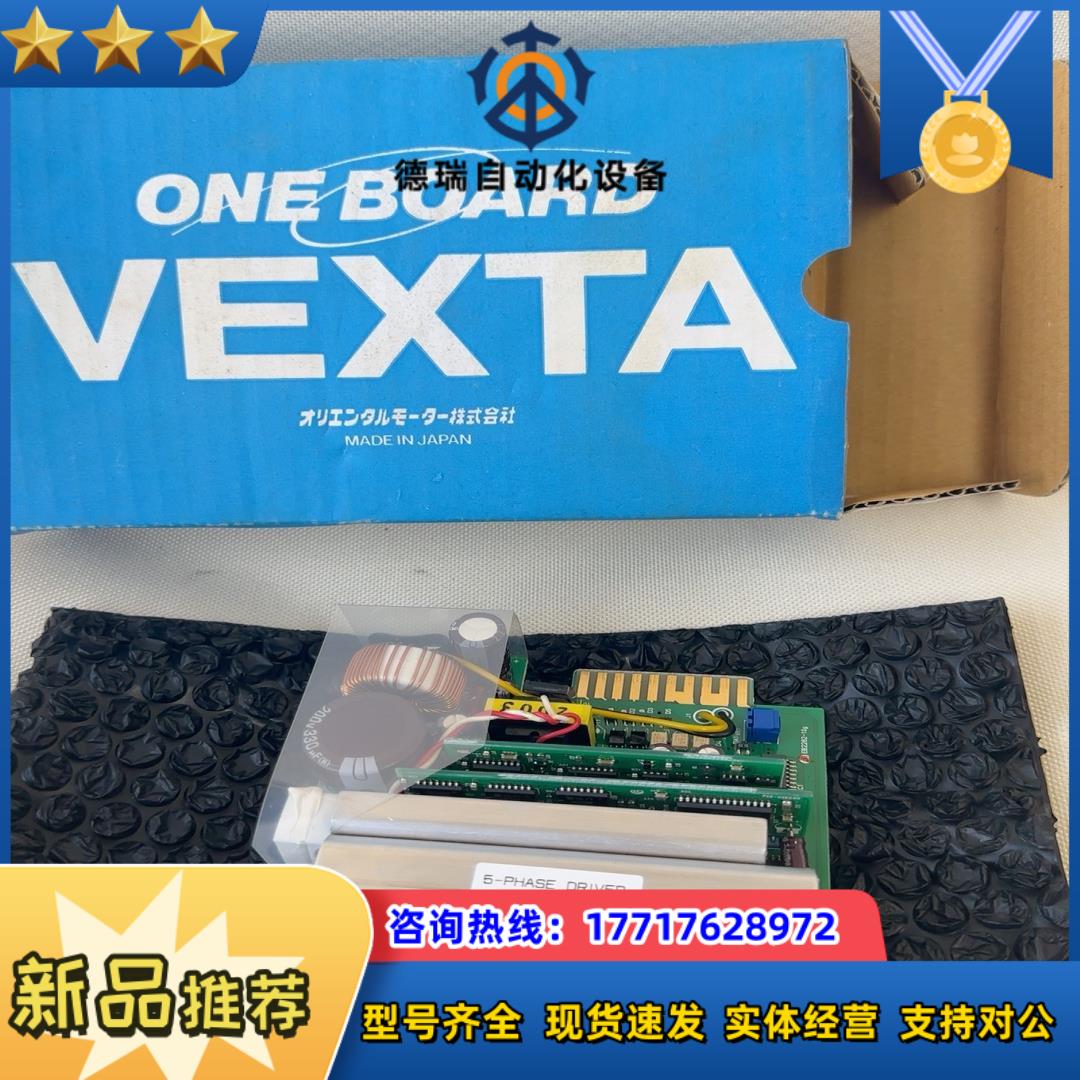 德瑞自动化设备
ONE BOARD
VEXTA
オリエンタルモーター株式会社
MADE IN JAPAN
5-PHASE DRIVER
咨询热线：17717628972
新品推荐
型号齐全 现货速发 实体经营 支持对公